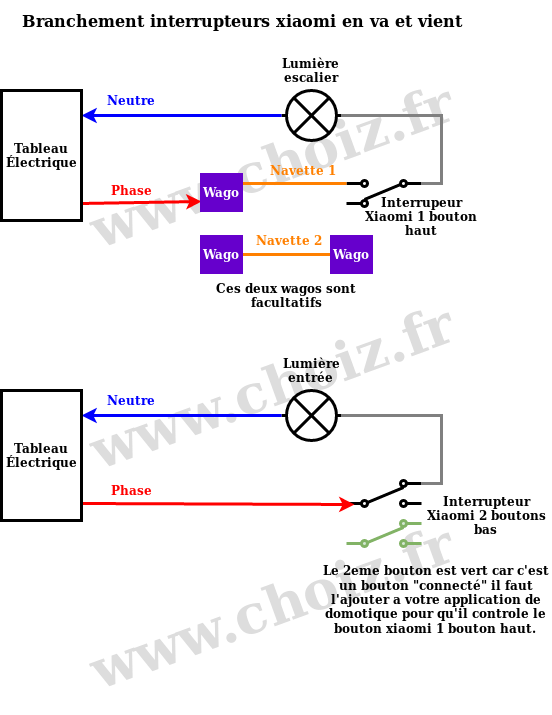 Branchement interrupteurs xiaomi en va et vient
Lumière
escalier
Neutre
Tableau
Électrique
Navette 1
Phase
Wago
Interrupeur
Xiaomi 1 bouton
haut
Navette 2
Wago
Wago
Ces deux wagos sont
facultatifs
www.choiz.fr
Lumière
entrée
Neutre
Tableau
Électrique
Phase
www.choiz.fr
Interrupteur
Xiaomi 2 boutons
bas
Le 2eme bouton est vert car c'est
un bouton "connecté" il faut
l'ajouter a votre application de
domotique pour qu'il controle le
bouton xiaomi 1 bouton haut.
www.choiz.fr